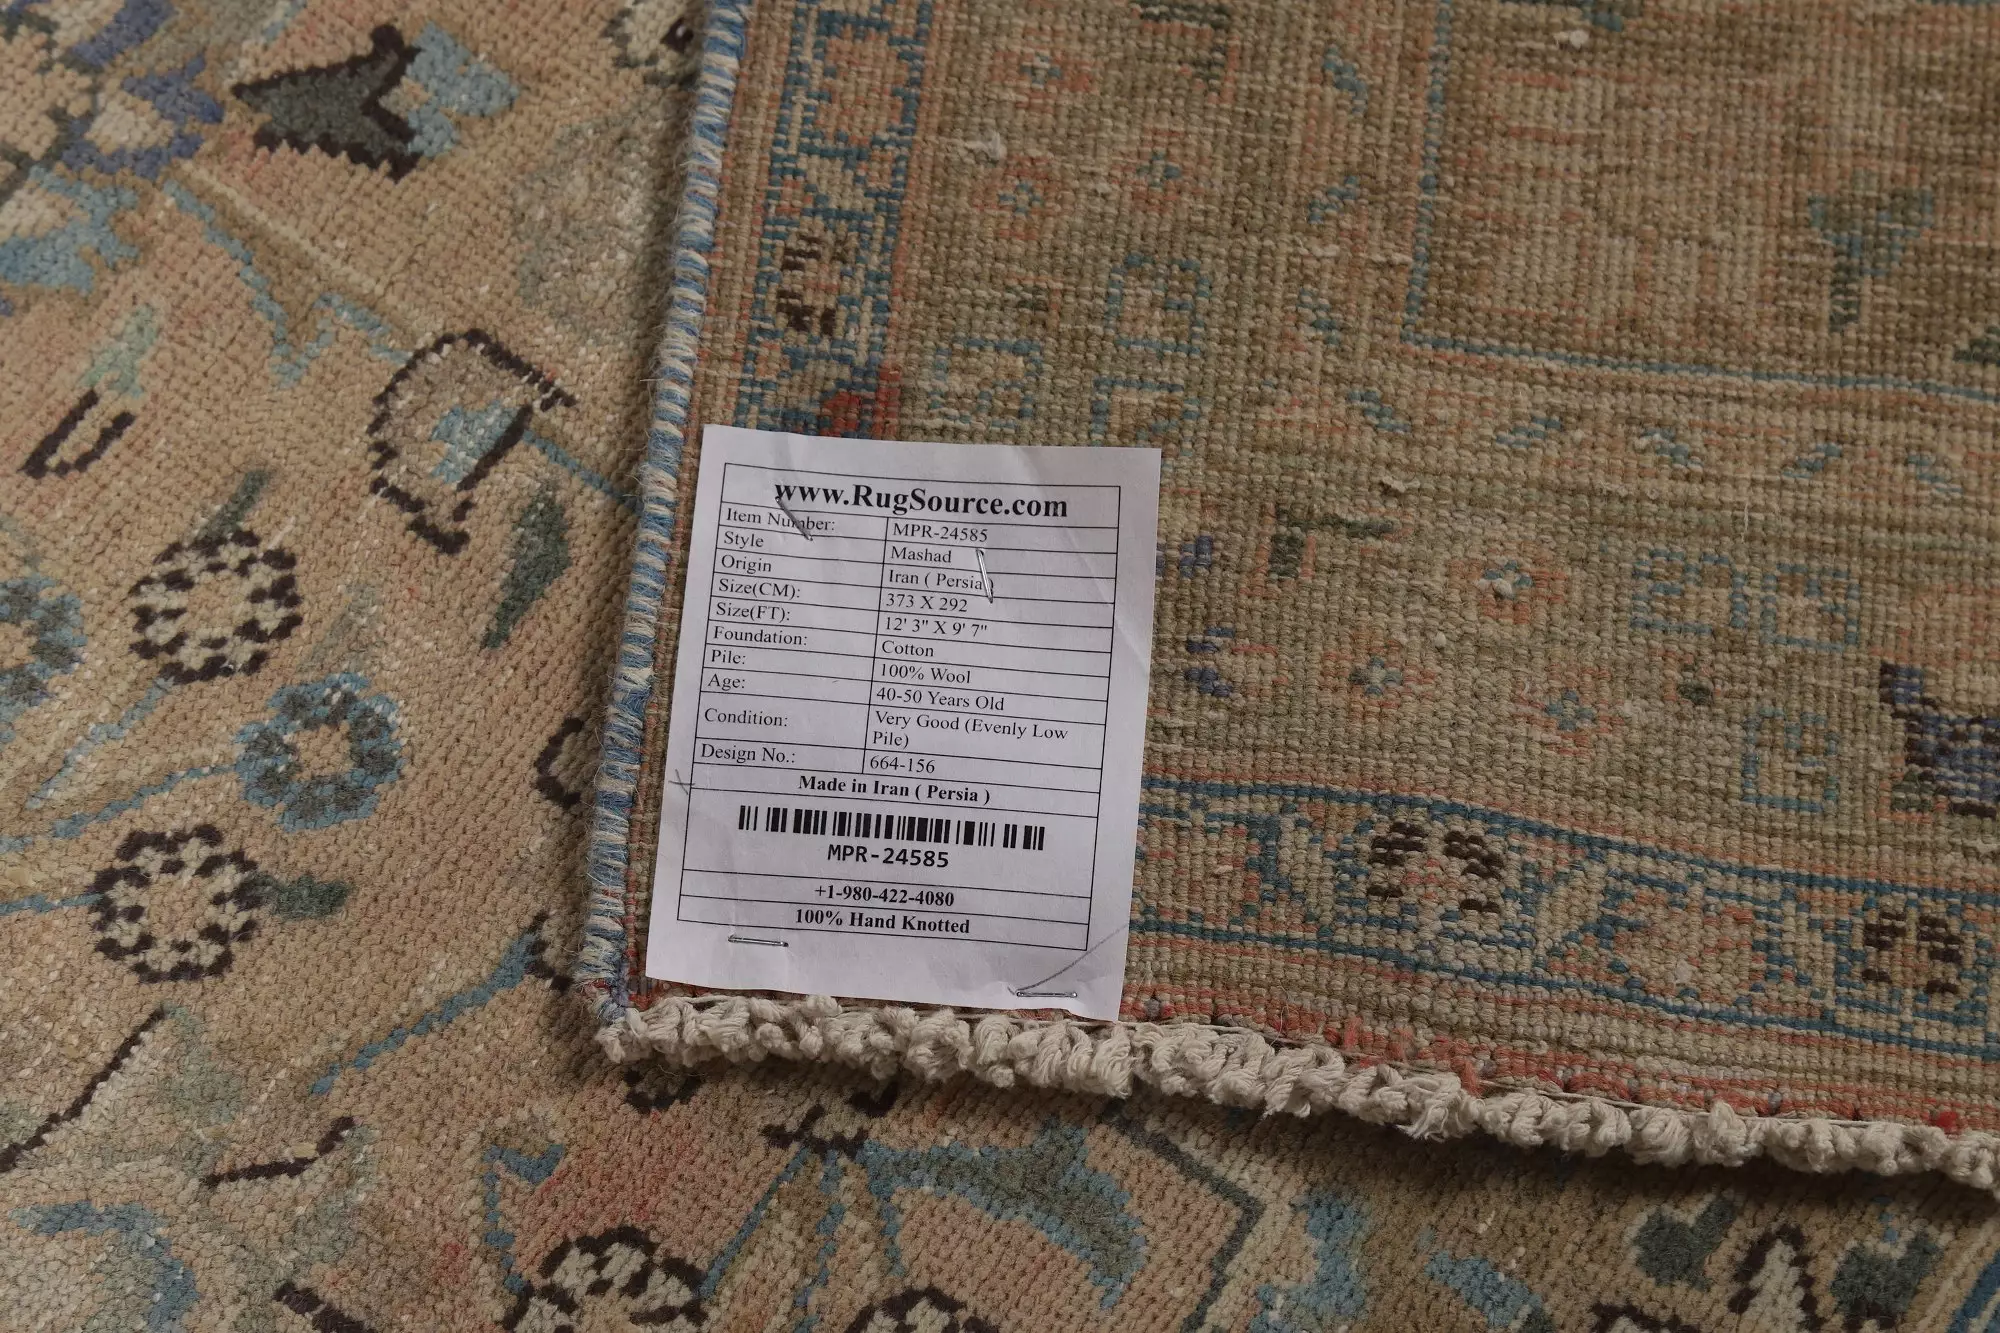 www.RugSource.com
Item Number: MPR-24585
Style Mashad
Origin Iran ( Persia )
Size(CM): 373 X 292
Size(FT): 12' 3" X 9' 7"
Foundation: Cotton
Pile: 100% Wool
Age: 40-50 Years Old
Condition: Very Good (Evenly Low
Pile)
Design No.: 664-156
Made in Iran ( Persia )
MPR-24585
+1-980-422-4080
100% Hand Knotted